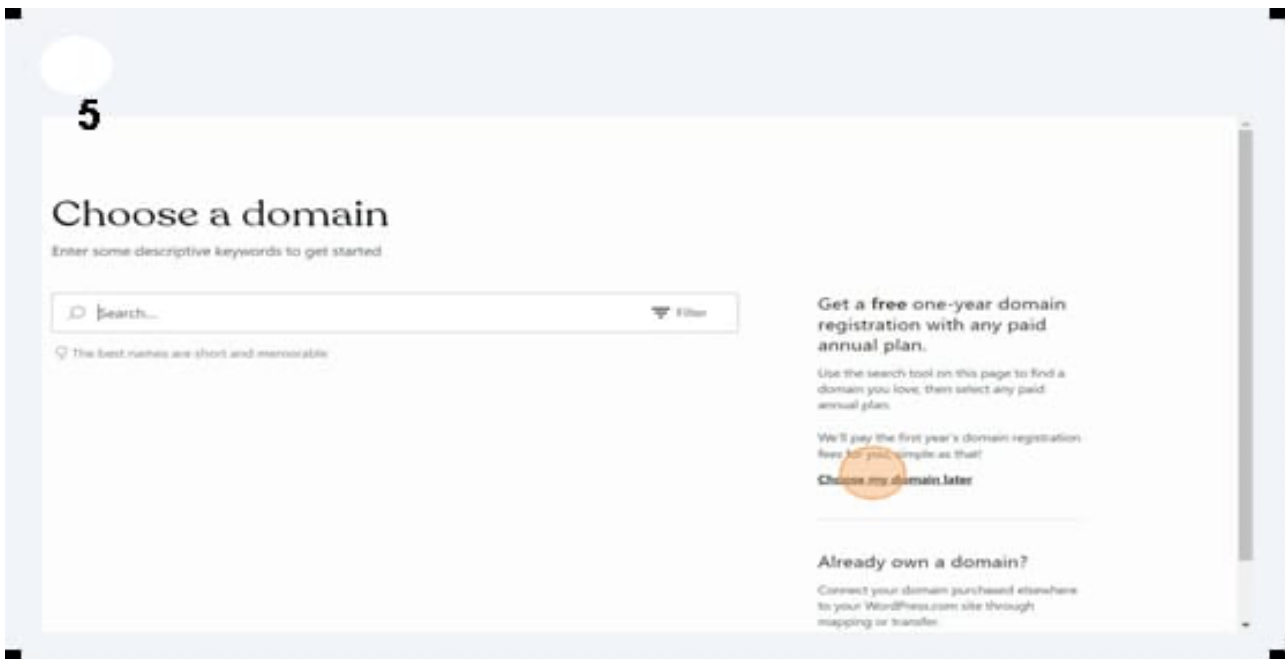 5
Choose a domain
Enter some descriptive keywords to get started
Search...
Filter
The best names are short and memorable
Get a free one-year domain
registration with any paid
annual plan.
Use the search tool on this page to find a
domain you love, then select any paid
annual plan.
We'll pay the first year's domain registration
fees for you, simple as that!
Choose my domain later
Already own a domain?
Connect your domain purchased elsewhere
to your WordPress.com site through
mapping or transfer.